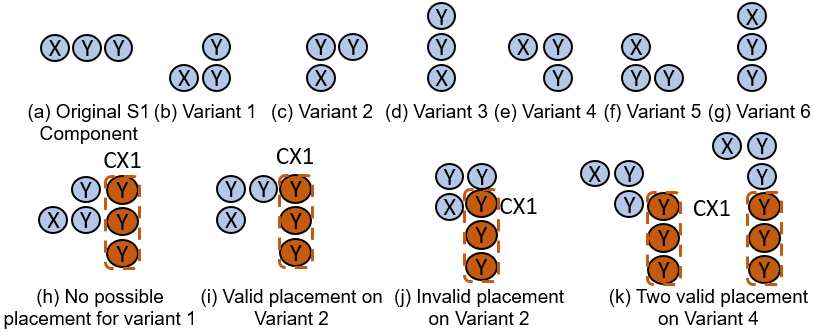 X Y Y
Y
X Y
Y Y
X
Y
Y
X
X Y
Y
X
Y Y
X
Y
Y
(a) Original S1 Component
(b) Variant 1
(c) Variant 2
(d) Variant 3
(e) Variant 4
(f) Variant 5
(g) Variant 6
CX1
Y Y
X Y Y
Y
(h) No possible
placement for variant 1
CX1
Y Y Y
X Y
Y
(i) Valid placement on
Variant 2
Y Y
X Y CX1
Y
Y
(j) Invalid placement
on Variant 2
X Y
Y Y
Y
Y
CX1
X Y
Y
Y
Y
Y
(k) Two valid placement
on Variant 4